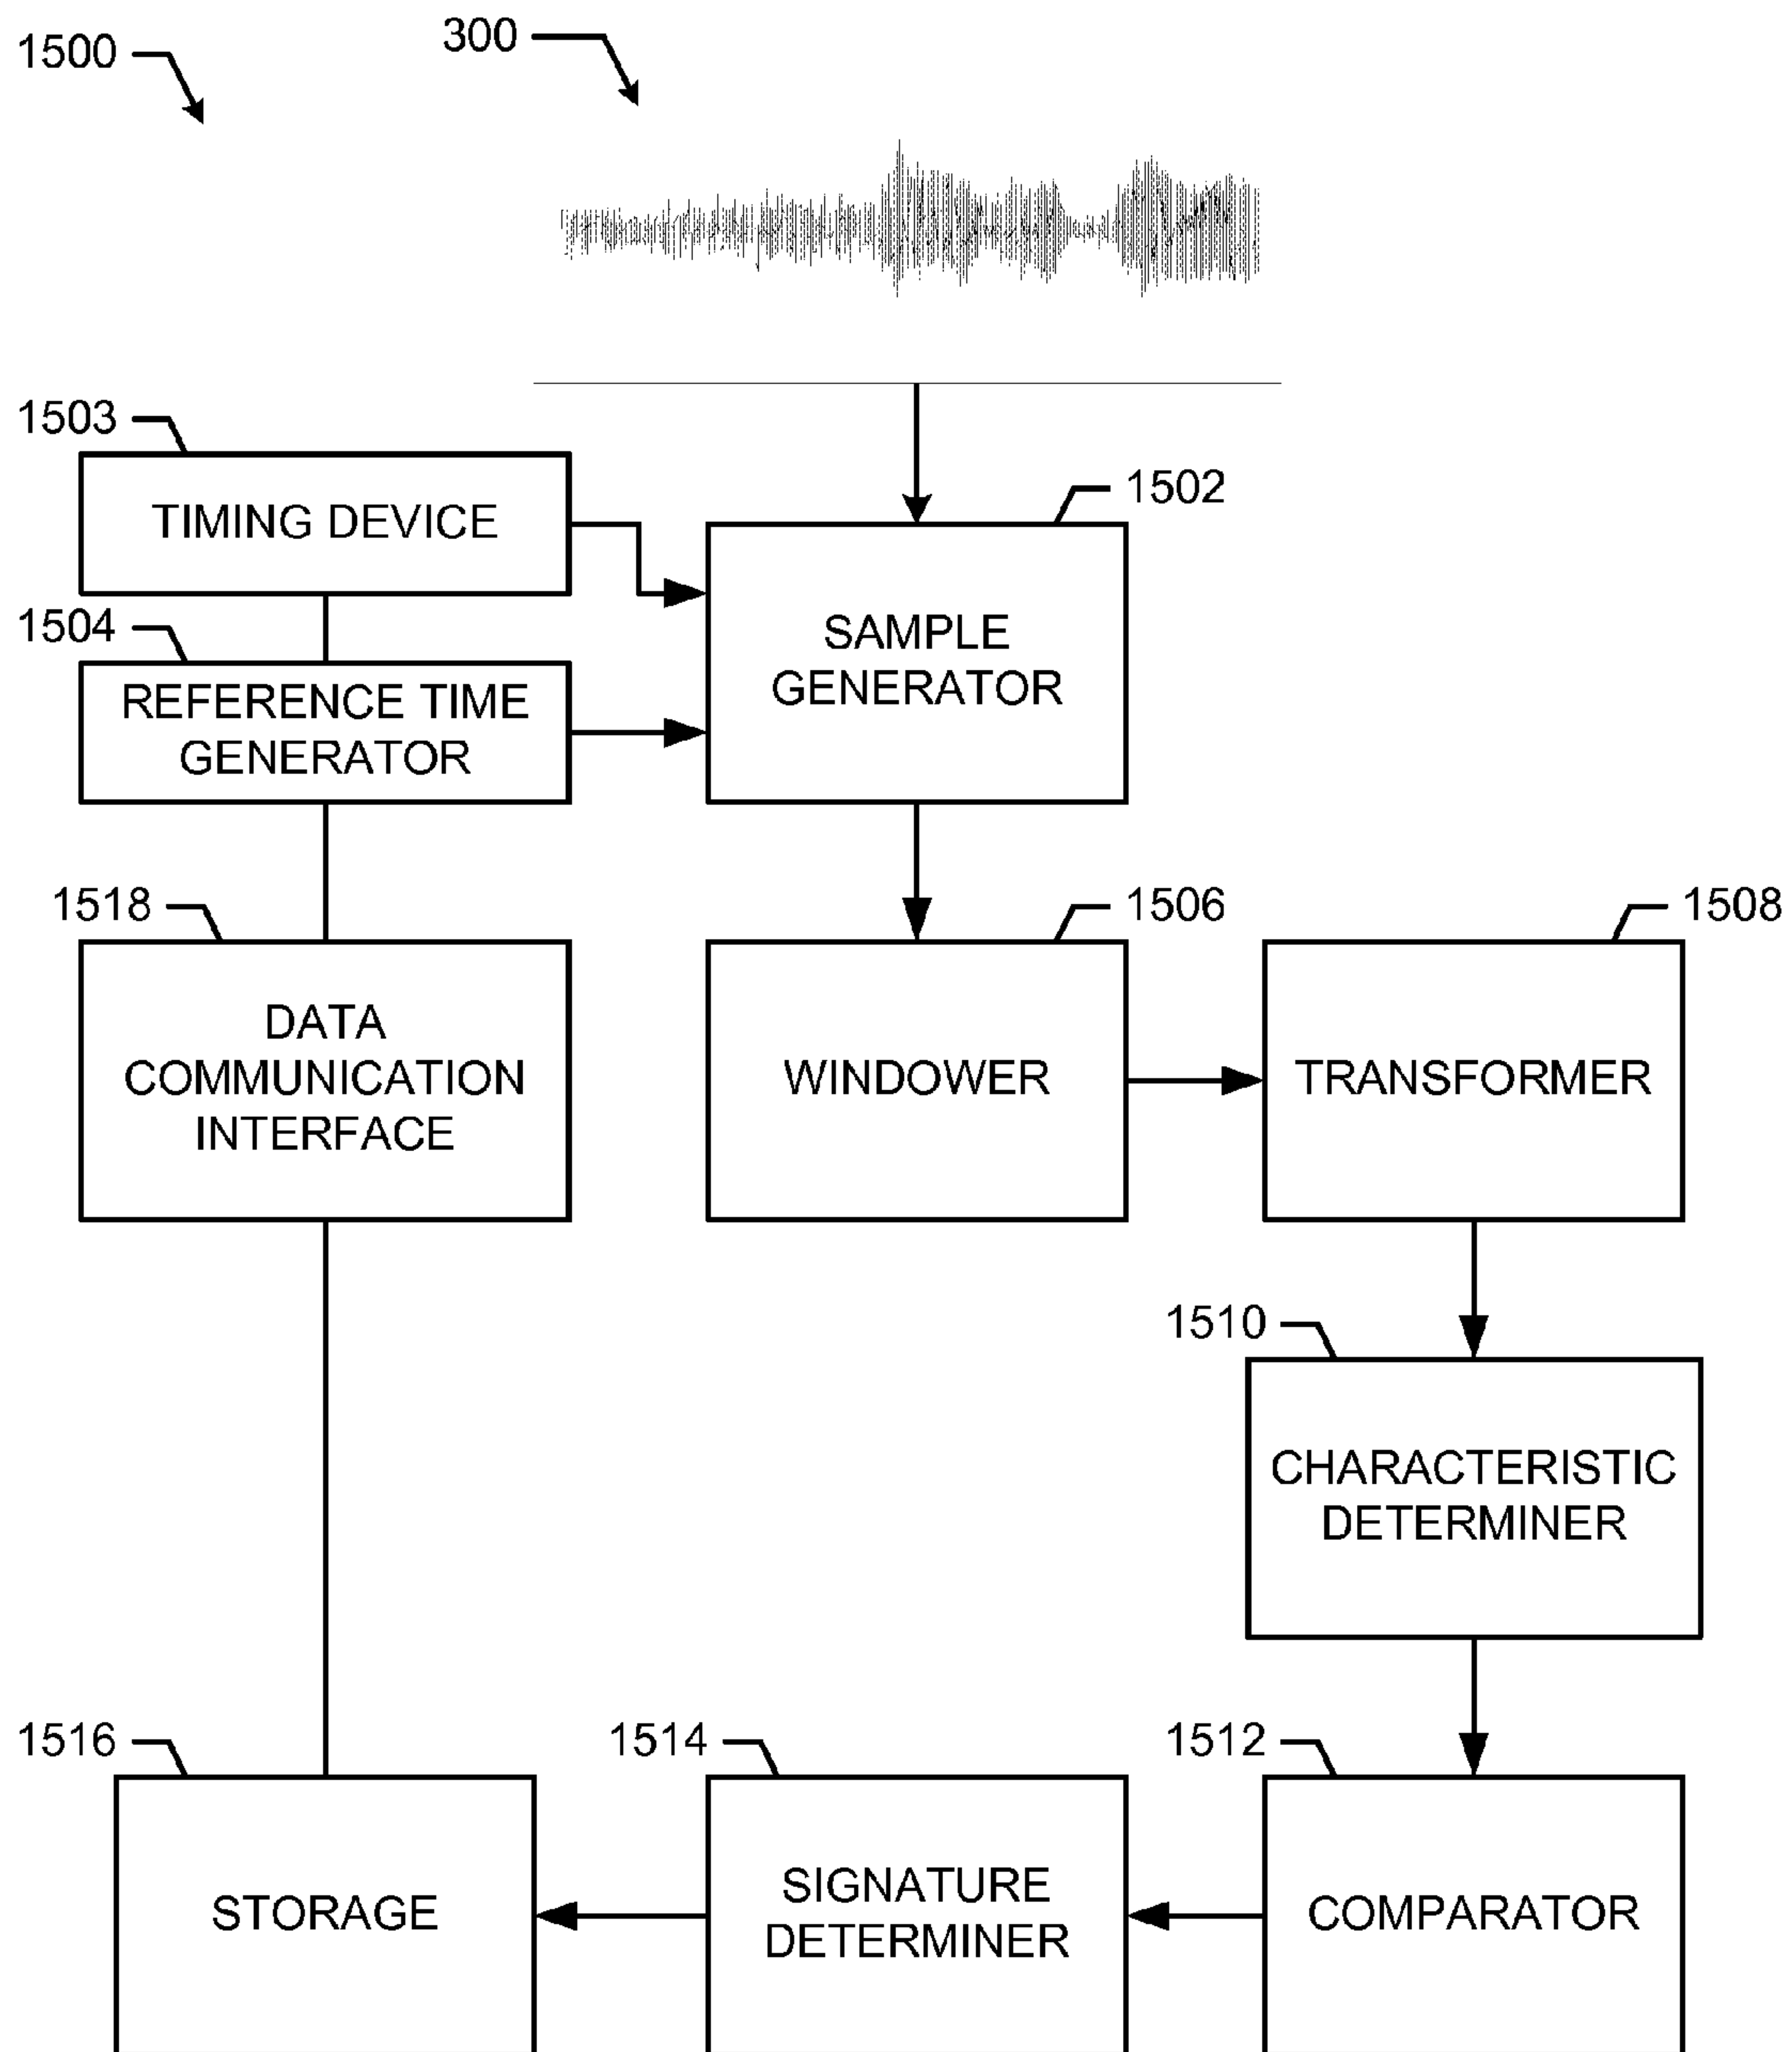 1500
300
1503
TIMING DEVICE
1502
1504
REFERENCE TIME
GENERATOR
SAMPLE
GENERATOR
1518
1506
1508
DATA
COMMUNICATION
INTERFACE
WINDOWER
TRANSFORMER
1510
CHARACTERISTIC
DETERMINER
1516
1514
1512
STORAGE
SIGNATURE
DETERMINER
COMPARATOR